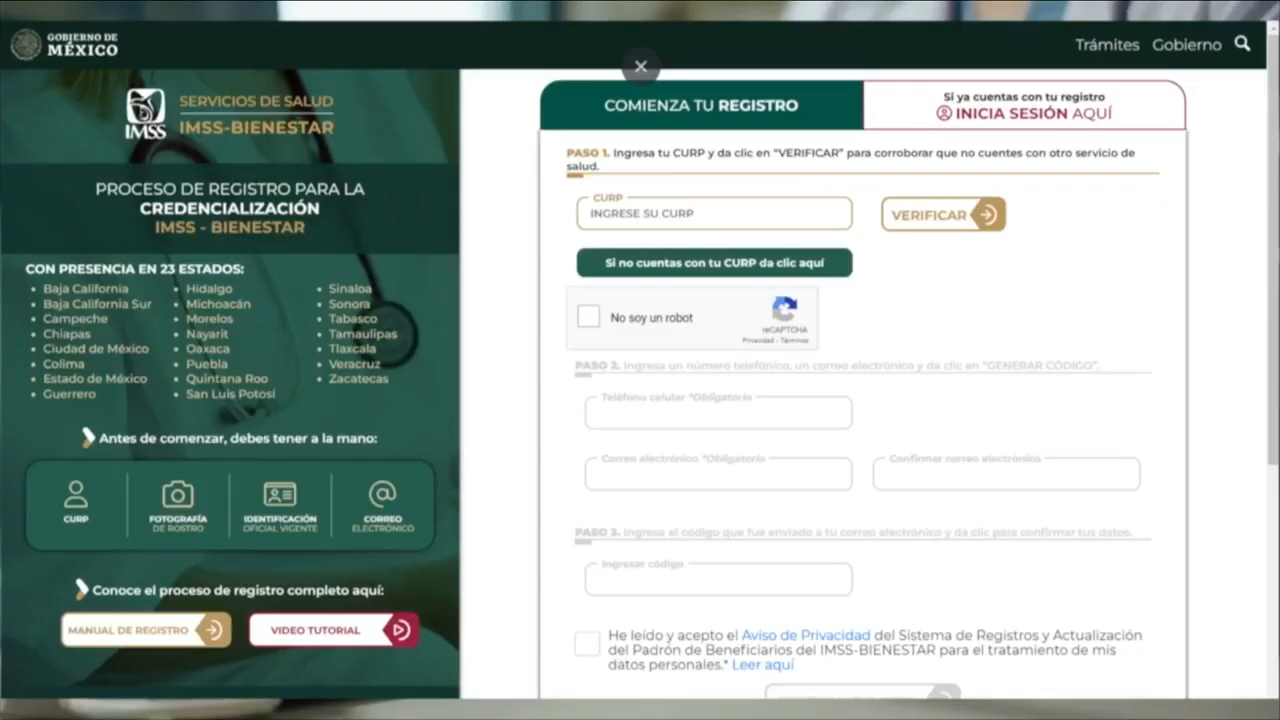 GOBIERNO DE
MÉXICO
Trámites Gobierno
IMSS
SERVICIOS DE SALUD
IMSS-BIENESTAR
PROCESO DE REGISTRO PARA LA
CREDENCIALIZACIÓN
IMSS - BIENESTAR
CON PRESENCIA EN 23 ESTADOS:
• Baja California
• Baja California Sur
• Campeche
• Chiapas
• Ciudad de México
• Colima
• Estado de México
• Guerrero
• Hidalgo
• Michoacán
• Morelos
• Nayarit
• Oaxaca
• Puebla
• Quintana Roo
• San Luis Potosí
• Sinaloa
• Sonora
• Tabasco
• Tamaulipas
• Tlaxcala
• Veracruz
• Zacatecas
Antes de comenzar, debes tener a la mano:
CURP
FOTOGRAFÍA
DE ROSTRO
IDENTIFICACIÓN
OFICIAL VIGENTE
CORREO
ELECTRÓNICO
Conoce el proceso de registro completo aquí:
MANUAL DE REGISTRO
VIDEO TUTORIAL
COMIENZA TU REGISTRO
Si ya cuentas con tu registro
INICIA SESIÓN AQUÍ
PASO 1. Ingresa tu CURP y da clic en “VERIFICAR” para corroborar que no cuentes con otro servicio de
salud.
CURP
INGRESE SU CURP
VERIFICAR
Si no cuentas con tu CURP da clic aquí
No soy un robot
reCAPTCHA
Privacidad - Términos
PASO 2. Ingresa un número telefónico, un correo electrónico y da clic en “GENERAR CÓDIGO”.
Teléfono celular *Obligatorio
Correo electrónico *Obligatorio
Confirmar correo electrónico
PASO 3. Ingresa el código que fue enviado a tu correo electrónico y da clic para confirmar tus datos.
Ingresar código
He leído y acepto el Aviso de Privacidad del Sistema de Registros y Actualización
del Padrón de Beneficiarios del IMSS-BIENESTAR para el tratamiento de mis
datos personales.* Leer aquí